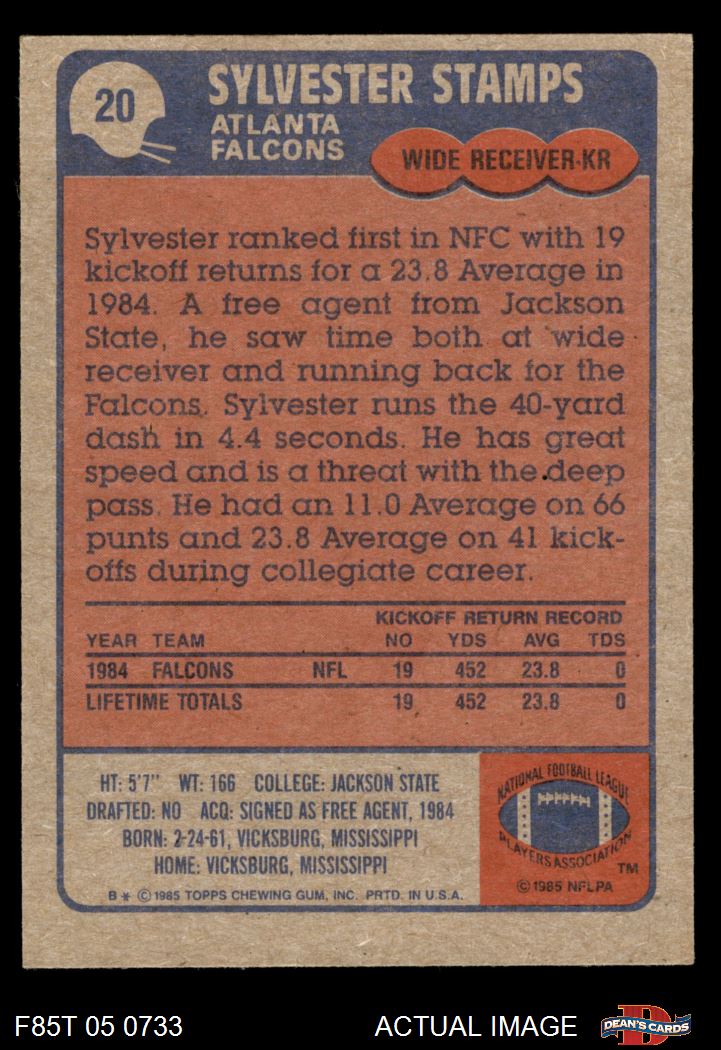 20
SYLVESTER STAMPS
ATLANTA
FALCONS
WIDE RECEIVER-KR
Sylvester ranked first in NFC with 19
kickoff returns for a 23.8 Average in
1984. A free agent from Jackson
State, he saw time both at wide
receiver and running back for the
Falcons. Sylvester runs the 40-yard
dash in 4.4 seconds. He has great
speed and is a threat with the deep
pass. He had an 11.0 Average on 66
punts and 23.8 Average on 41 kick-
offs during collegiate career.
KICKOFF RETURN RECORD
YEAR TEAM NO YDS AVG TDS
1984 FALCONS NFL 19 452 23.8 0
LIFETIME TOTALS 19 452 23.8 0
HT: 5'7" WT: 166 COLLEGE: JACKSON STATE
DRAFTED: NO ACQ: SIGNED AS FREE AGENT, 1984
BORN: 2-24-61, VICKSBURG, MISSISSIPPI
HOME: VICKSBURG, MISSISSIPPI
B * © 1985 TOPPS CHEWING GUM, INC. PRTD. IN U.S.A.
NATIONAL FOOTBALL LEAGUE
PLAYERS ASSOCIATION
TM
© 1985 NFLPA
F85T 05 0733
ACTUAL IMAGE
D
DEAN'S CARDS